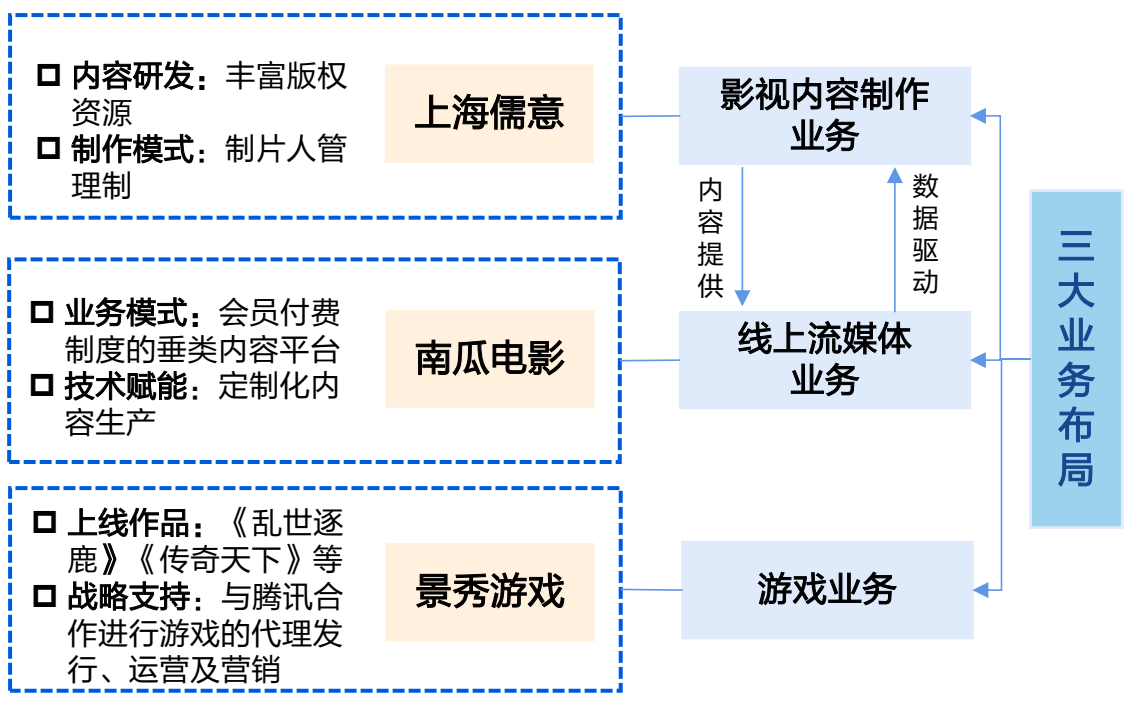 内容研发：丰富版权
资源
制作模式：制片人管
理制
上海儒意
影视内容制作
业务
内容提供
数据驱动
业务模式：会员付费
制度的垂类内容平台
技术赋能：定制化内
容生产
南瓜电影
线上流媒体
业务
三大业务布局
上线作品：《乱世逐
鹿》《传奇天下》等
战略支持：与腾讯合
作进行游戏的代理发
行、运营及营销
景秀游戏
游戏业务